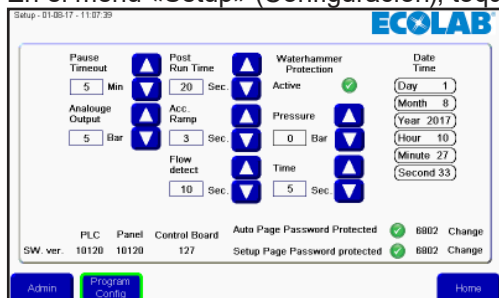 En el menú «Setup» (Configuración), toqu
Setup - 01-08-17 - 11:07:39
ECOLAB
Pause Timeout
5 Min
Analouge Output
5 Bar
Post Run Time
20 Sec.
Acc. Ramp
3 Sec.
Flow detect
10 Sec.
Waterhammer Protection
Active
Pressure
0 Bar
Time
5 Sec.
Date Time
Day 1
Month 8
Year 2017
Hour 10
Minute 27
Second 33
PLC Panel Control Board
SW. ver. 10120 10120 127
Auto Page Password Protected 6802 Change
Setup Page Password protected 6802 Change
Admin
Program Config
Home